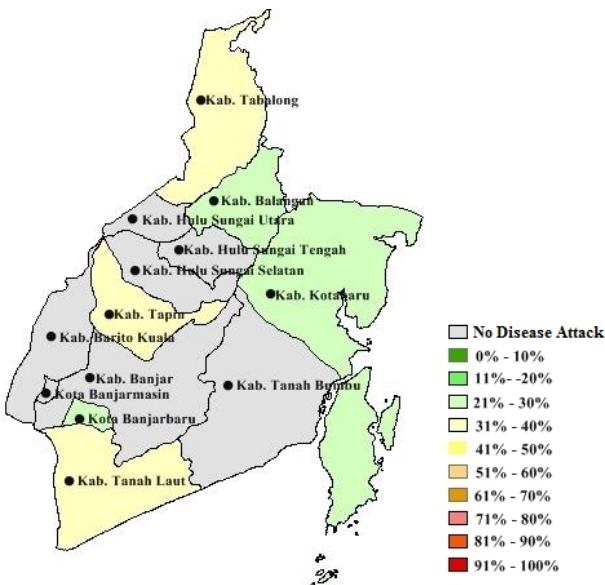 Kab. Tabalong
Kab. Balangan
Kab. Hulu Sungai Utara
Kab. Hulu Sungai Tengah
Kab. Hulu Sungai Selatan
Kab. Kotabaru
Kab. Tapin
Kab. Barito Kuala
Kab. Banjar
Kab. Tanah Bumbu
Kota Banjarmasin
Kota Banjarbaru
Kab. Tanah Laut
No Disease Attack
0% - 10%
11%- -20%
21% - 30%
31% - 40%
41% - 50%
51% - 60%
61% - 70%
71% - 80%
81% - 90%
91% - 100%